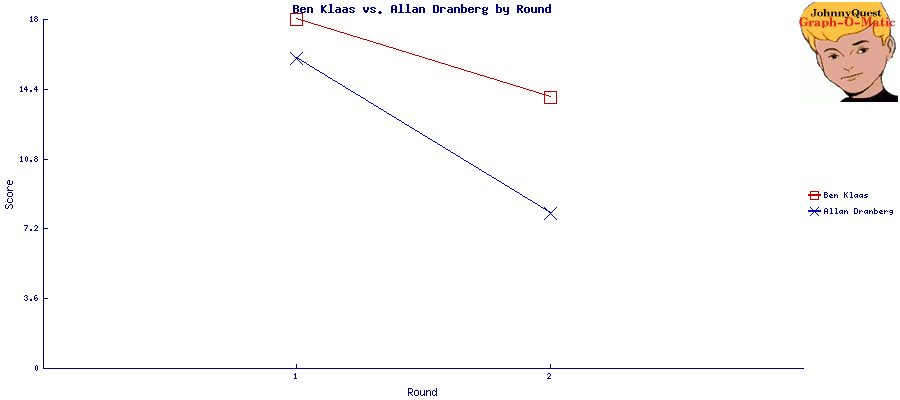 Ben Klaas vs. Allan Dranberg by Round
JohnnyQuest
Graph-O-Matic
18
14.4
10.8
7.2
3.6
0
Score
1
2
Round
Ben Klaas
Allan Dranberg